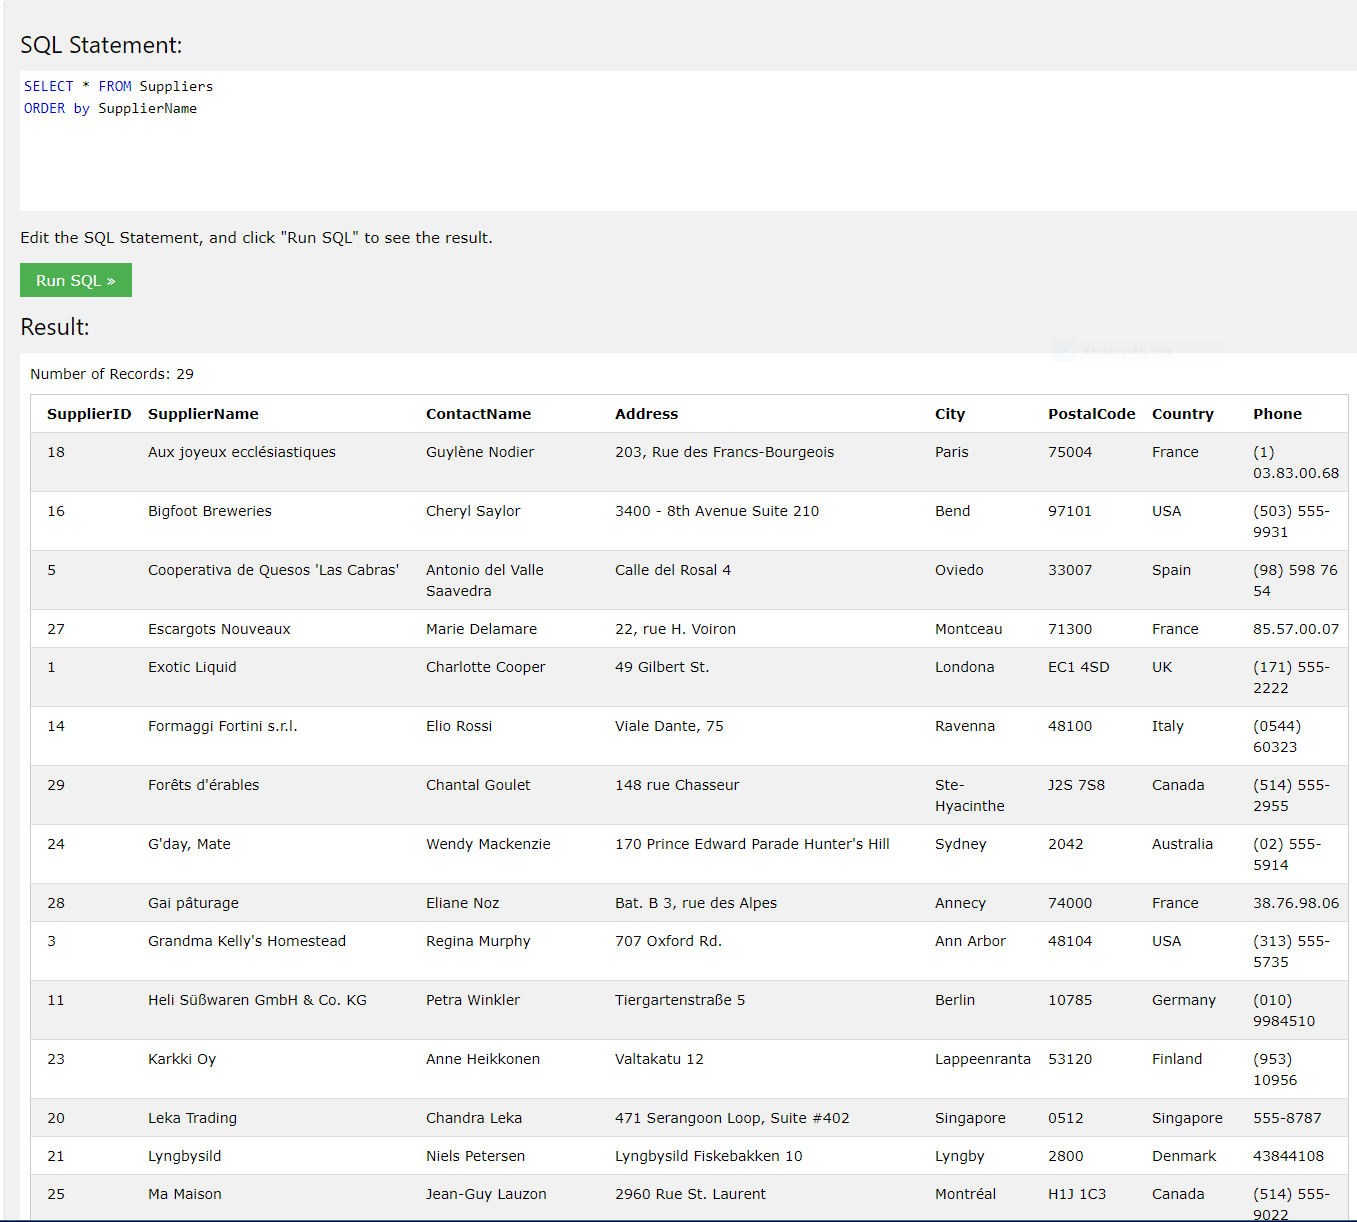 SQL Statement:
SELECT * FROM Suppliers
ORDER by SupplierName
Edit the SQL Statement, and click "Run SQL" to see the result.
Run SQL »
Result:
Number of Records: 29
SupplierID SupplierName ContactName Address City PostalCode Country Phone
18 Aux joyeux ecclésiastiques Guylène Nodier 203, Rue des Francs-Bourgeois Paris 75004 France (1)
03.83.00.68
16 Bigfoot Breweries Cheryl Saylor 3400 - 8th Avenue Suite 210 Bend 97101 USA (503) 555-
9931
5 Cooperativa de Quesos 'Las Cabras' Antonio del Valle Calle del Rosal 4 Oviedo 33007 Spain (98) 598 76
Saavedra 54
27 Escargots Nouveaux Marie Delamare 22, rue H. Voiron Montceau 71300 France 85.57.00.07
1 Exotic Liquid Charlotte Cooper 49 Gilbert St. Londona EC1 4SD UK (171) 555-
2222
14 Formaggi Fortini s.r.l. Elio Rossi Viale Dante, 75 Ravenna 48100 Italy (0544)
60323
29 Forêts d'érables Chantal Goulet 148 rue Chasseur Ste- J2S 7S8 Canada (514) 555-
Hyacinthe 2955
24 G'day, Mate Wendy Mackenzie 170 Prince Edward Parade Hunter's Hill Sydney 2042 Australia (02) 555-
5914
28 Gai pâturage Eliane Noz Bat. B 3, rue des Alpes Annecy 74000 France 38.76.98.06
3 Grandma Kelly's Homestead Regina Murphy 707 Oxford Rd. Ann Arbor 48104 USA (313) 555-
5735
11 Heli Süßwaren GmbH & Co. KG Petra Winkler Tiergartenstraße 5 Berlin 10785 Germany (010)
9984510
23 Karkki Oy Anne Heikkonen Valtakatu 12 Lappeenranta 53120 Finland (953)
10956
20 Leka Trading Chandra Leka 471 Serangoon Loop, Suite #402 Singapore 0512 Singapore 555-8787
21 Lyngbysild Niels Petersen Lyngbysild Fiskebakken 10 Lyngby 2800 Denmark 43844108
25 Ma Maison Jean-Guy Lauzon 2960 Rue St. Laurent Montréal H1J 1C3 Canada (514) 555-
9022